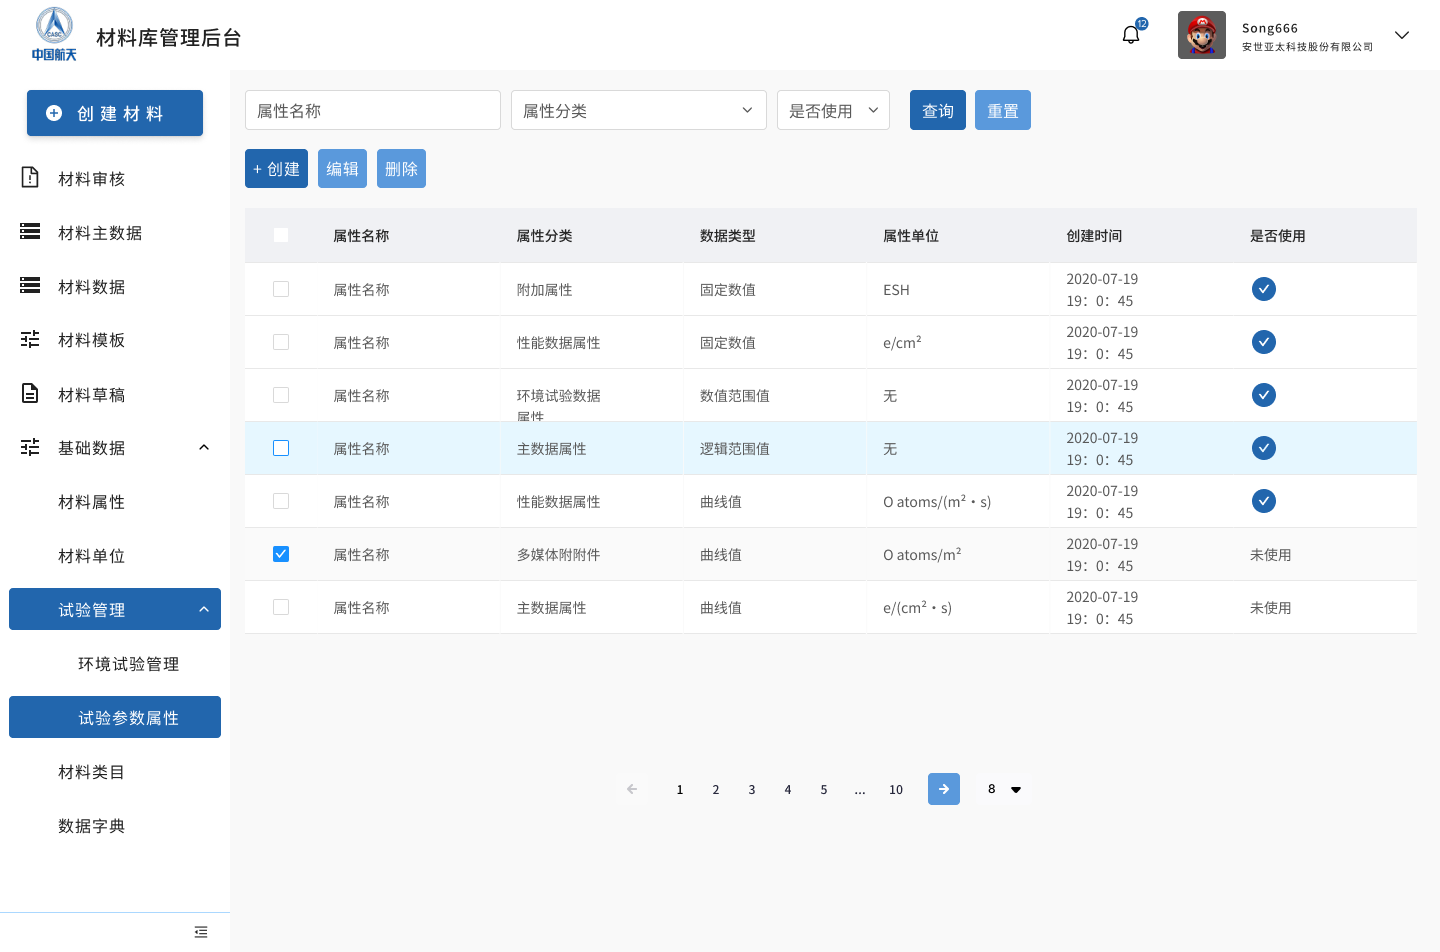 CASC
中国航天
材料库管理后台
12
Song666
安世亚太科技股份有限公司
创建材料
材料审核
材料主数据
材料数据
材料模板
材料草稿
基础数据
材料属性
材料单位
试验管理
环境试验管理
试验参数属性
材料类目
数据字典
属性名称 属性分类 是否使用 查询 重置
+ 创建 编辑 删除
属性名称 属性分类 数据类型 属性单位 创建时间 是否使用
属性名称 附加属性 固定数值 ESH 2020-07-19
19：0：45
属性名称 性能数据属性 固定数值 e/cm² 2020-07-19
19：0：45
属性名称 环境试验数据 数值范围值 无 2020-07-19
属性 19：0：45
属性名称 主数据属性 逻辑范围值 无 2020-07-19
19：0：45
属性名称 性能数据属性 曲线值 O atoms/(m²·s) 2020-07-19
19：0：45
属性名称 多媒体附附件 曲线值 O atoms/m² 2020-07-19 未使用
19：0：45
属性名称 主数据属性 曲线值 e/(cm²·s) 2020-07-19 未使用
19：0：45
1 2 3 4 5 ... 10 8